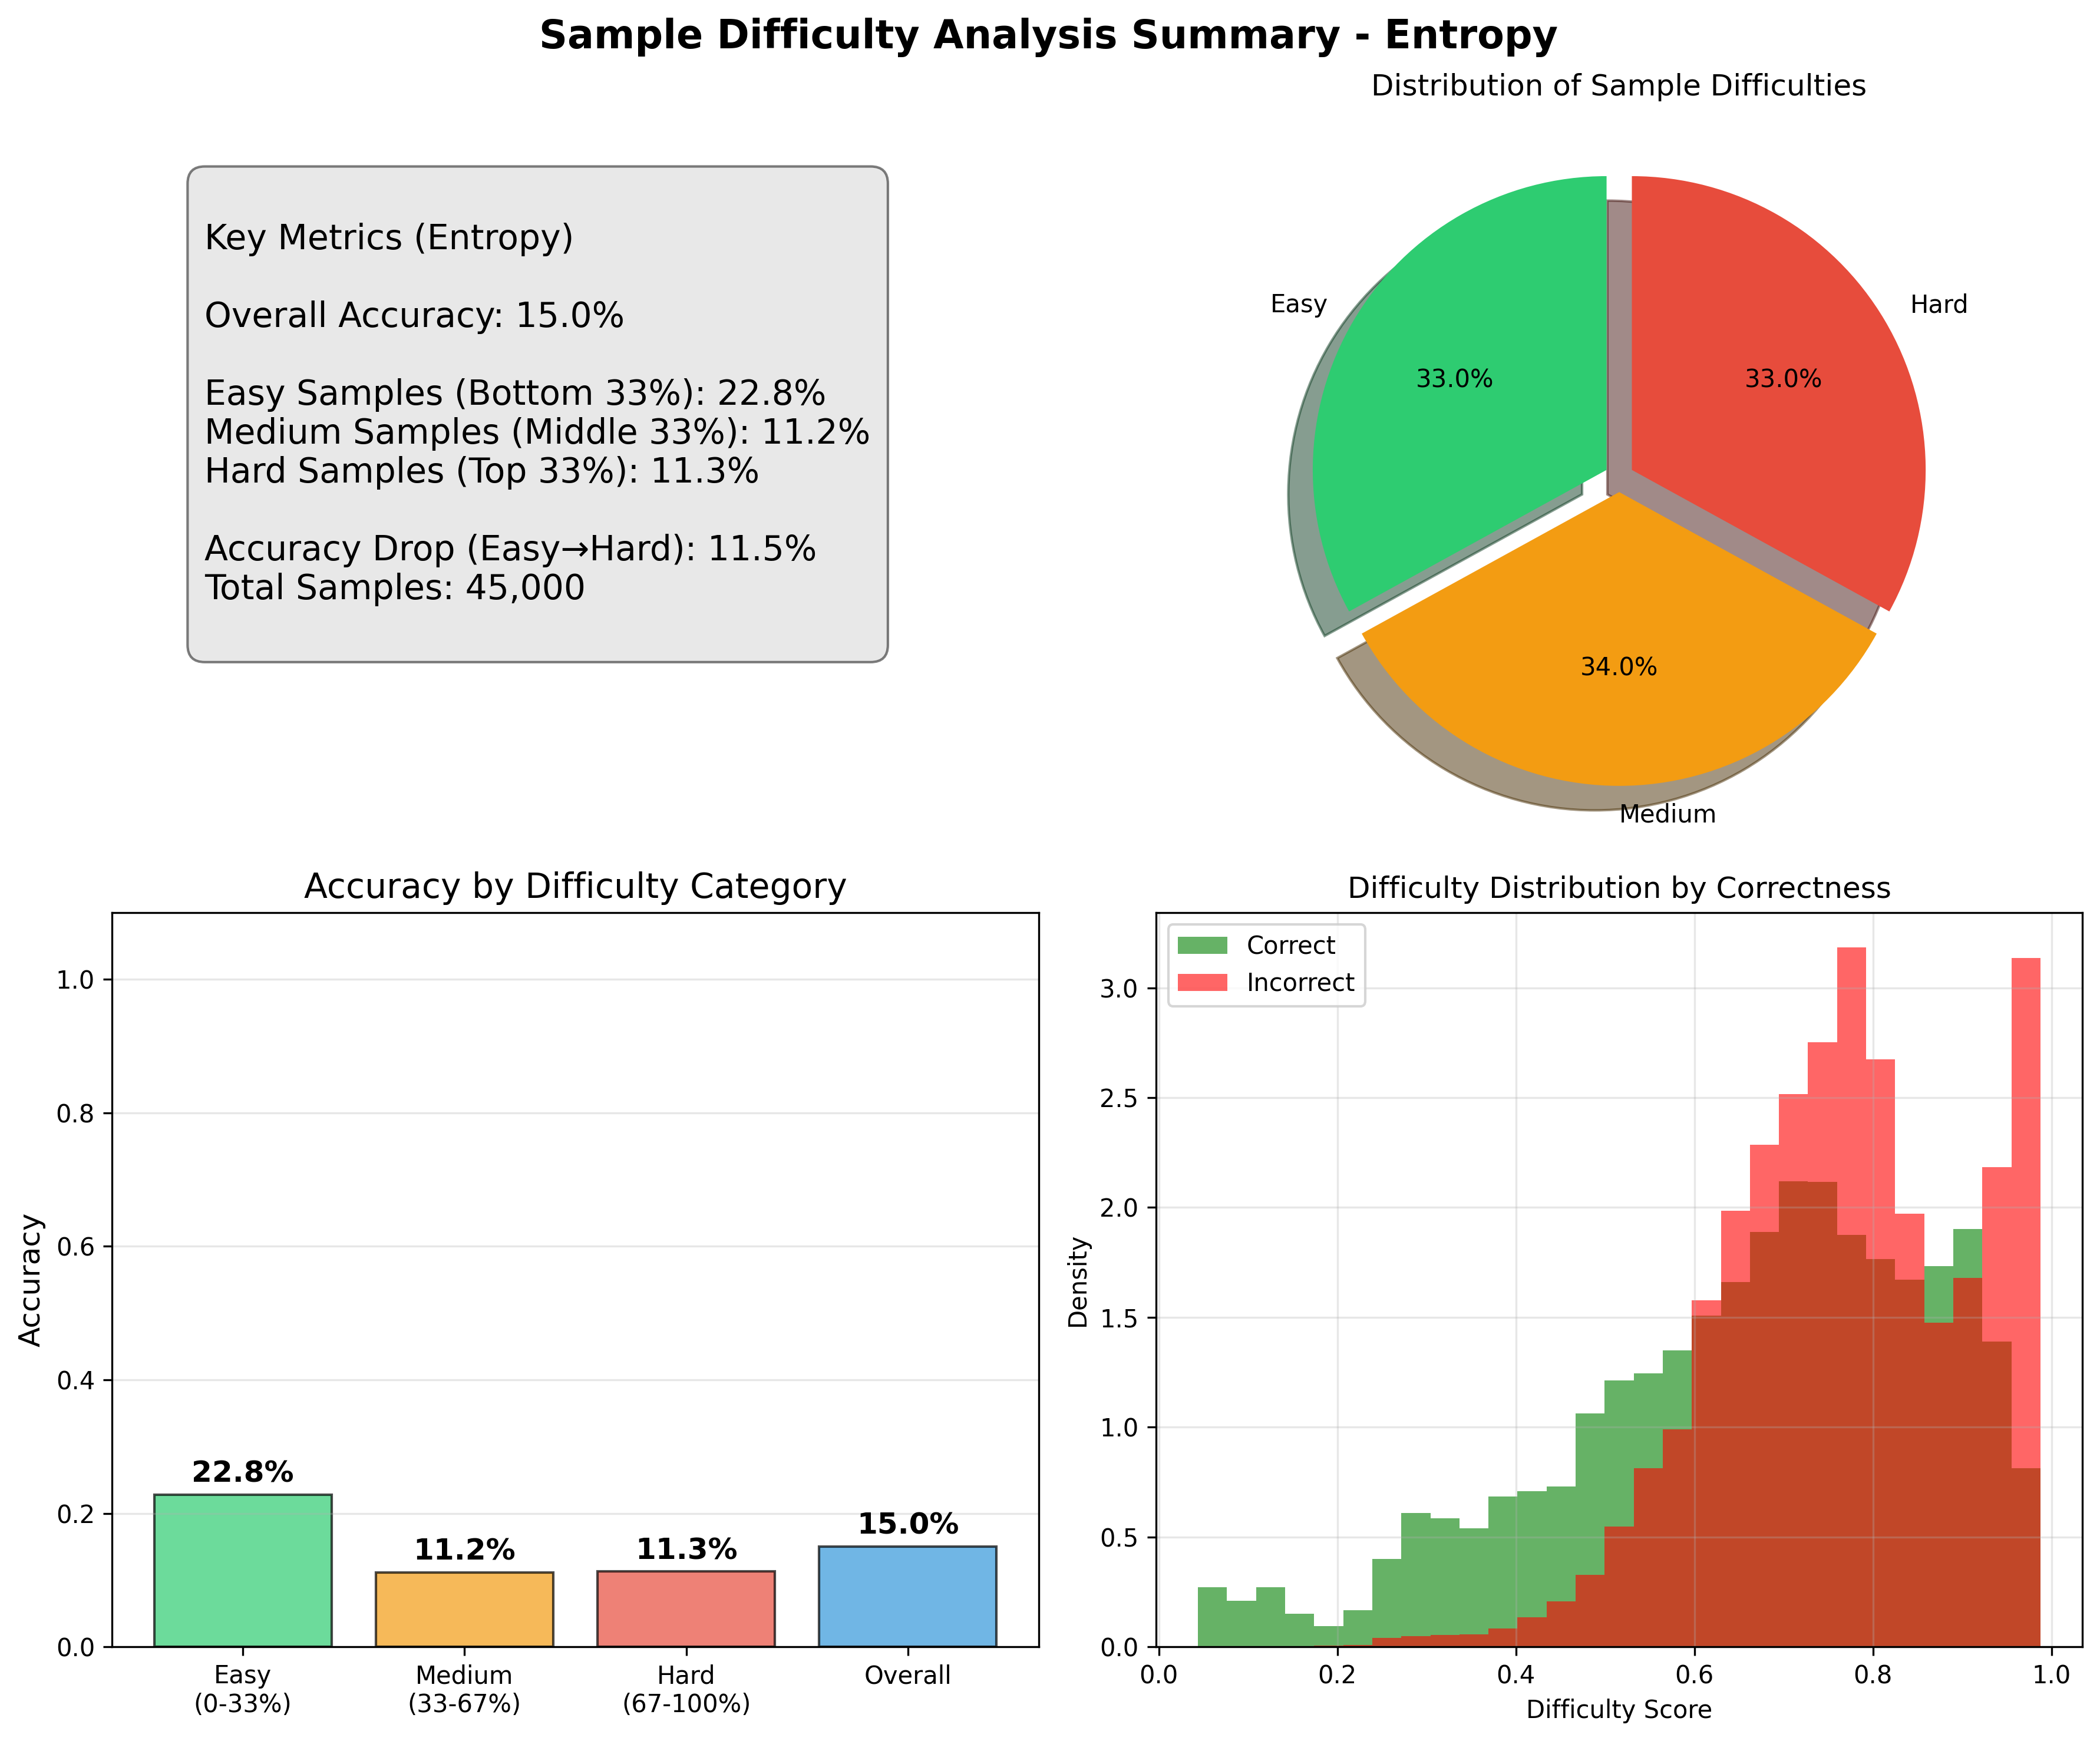 Sample Difficulty Analysis Summary - Entropy
Key Metrics (Entropy)
Overall Accuracy: 15.0%
Easy Samples (Bottom 33%): 22.8%
Medium Samples (Middle 33%): 11.2%
Hard Samples (Top 33%): 11.3%
Accuracy Drop (Easy→Hard): 11.5%
Total Samples: 45,000
Distribution of Sample Difficulties
Easy
Hard
33.0%
33.0%
34.0%
Medium
Accuracy by Difficulty Category
Accuracy
1.0
0.8
0.6
0.4
0.2
0.0
22.8%
11.2%
11.3%
15.0%
Easy
(0-33%)
Medium
(33-67%)
Hard
(67-100%)
Overall
Difficulty Distribution by Correctness
Correct
Incorrect
Density
3.0
2.5
2.0
1.5
1.0
0.5
0.0
0.0 0.2 0.4 0.6 0.8 1.0
Difficulty Score